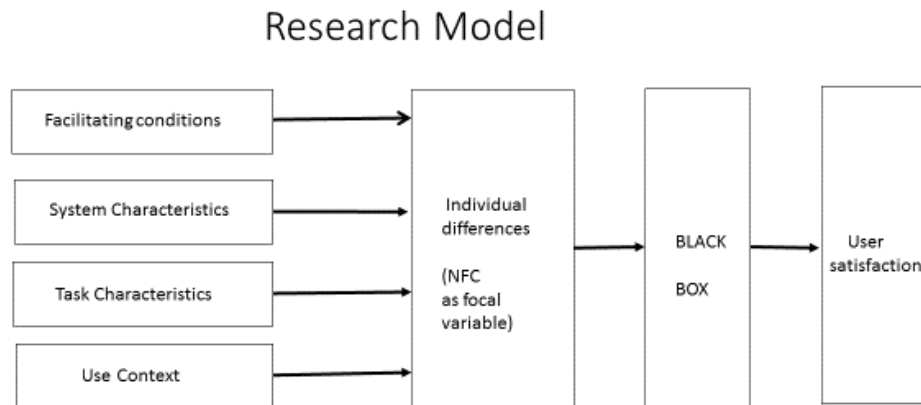 Research Model
Facilitating conditions
System Characteristics
Task Characteristics
Use Context
Individual
differences
(NFC
as focal
variable)
BLACK
BOX
User
satisfaction